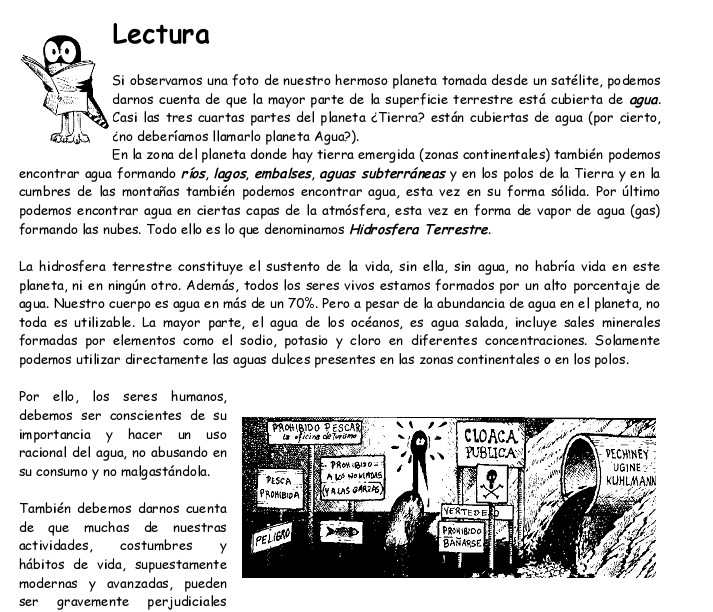 Lectura
Si observamos una foto de nuestro hermoso planeta tomada desde un satélite, podemos
darnos cuenta de que la mayor parte de la superficie terrestre está cubierta de agua.
Casi las tres cuartas partes del planeta ¿Tierra? están cubiertas de agua (por cierto,
¿no deberíamos llamarlo planeta Agua?).
En la zona del planeta donde hay tierra emergida (zonas continentales) también podemos
encontrar agua formando ríos, lagos, embalses, aguas subterráneas y en los polos de la Tierra y en la
cumbres de las montañas también podemos encontrar agua, esta vez en su forma sólida. Por último
podemos encontrar agua en ciertas capas de la atmósfera, esta vez en forma de vapor de agua (gas)
formando las nubes. Todo ello es lo que denominamos Hidrosfera Terrestre.
La hidrosfera terrestre constituye el sustento de la vida, sin ella, sin agua, no habría vida en este
planeta, ni en ningún otro. Además, todos los seres vivos estamos formados por un alto porcentaje de
agua. Nuestro cuerpo es agua en más de un 70%. Pero a pesar de la abundancia de agua en el planeta, no
toda es utilizable. La mayor parte, el agua de los océanos, es agua salada, incluye sales minerales
formadas por elementos como el sodio, potasio y cloro en diferentes concentraciones. Solamente
podemos utilizar directamente las aguas dulces presentes en las zonas continentales o en los polos.
Por ello, los seres humanos,
debemos ser conscientes de su
importancia y hacer un uso
racional del agua, no abusando en
su consumo y no malgastándola.
También debemos darnos cuenta
de que muchas de nuestras
actividades, costumbres y
hábitos de vida, supuestamente
modernas y avanzadas, pueden
ser gravemente perjudiciales
PROHIBIDO PESCAR
la oficina de Turismo
PESCA
PROHIBIDA
PROHIBIDO
A LOS NOVIADAS
(Y A LAS GARZAS)
PELIGRO
CLOACA
PUBLICA
VERTEDERO
PROHIBIDO
BAÑARSE
PECHINEY
UGINE
KUHLMANN